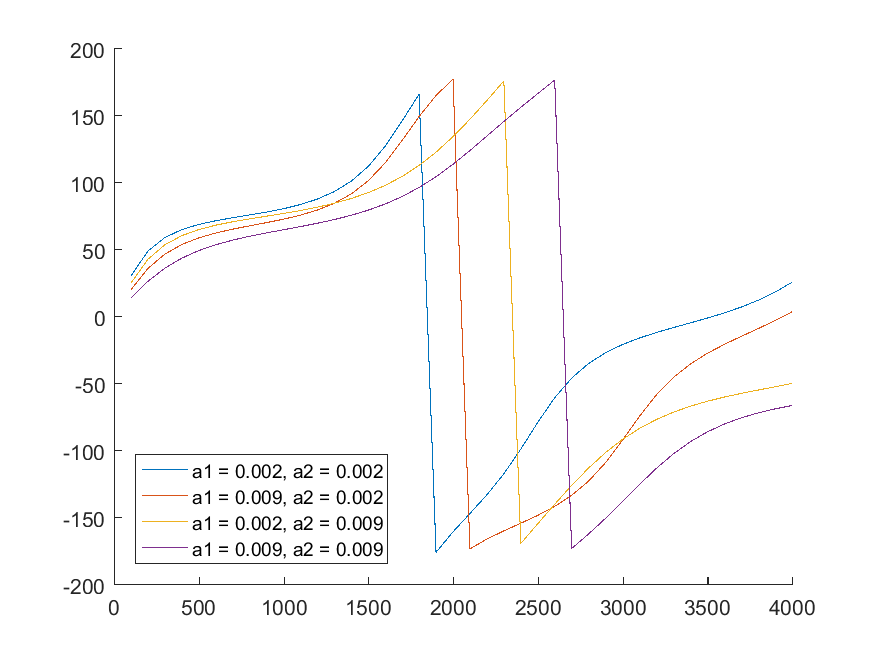 200
150
100
50
0
-50
-100
-150
-200
a1 = 0.002, a2 = 0.002
a1 = 0.009, a2 = 0.002
a1 = 0.002, a2 = 0.009
a1 = 0.009, a2 = 0.009
0 500 1000 1500 2000 2500 3000 3500 4000